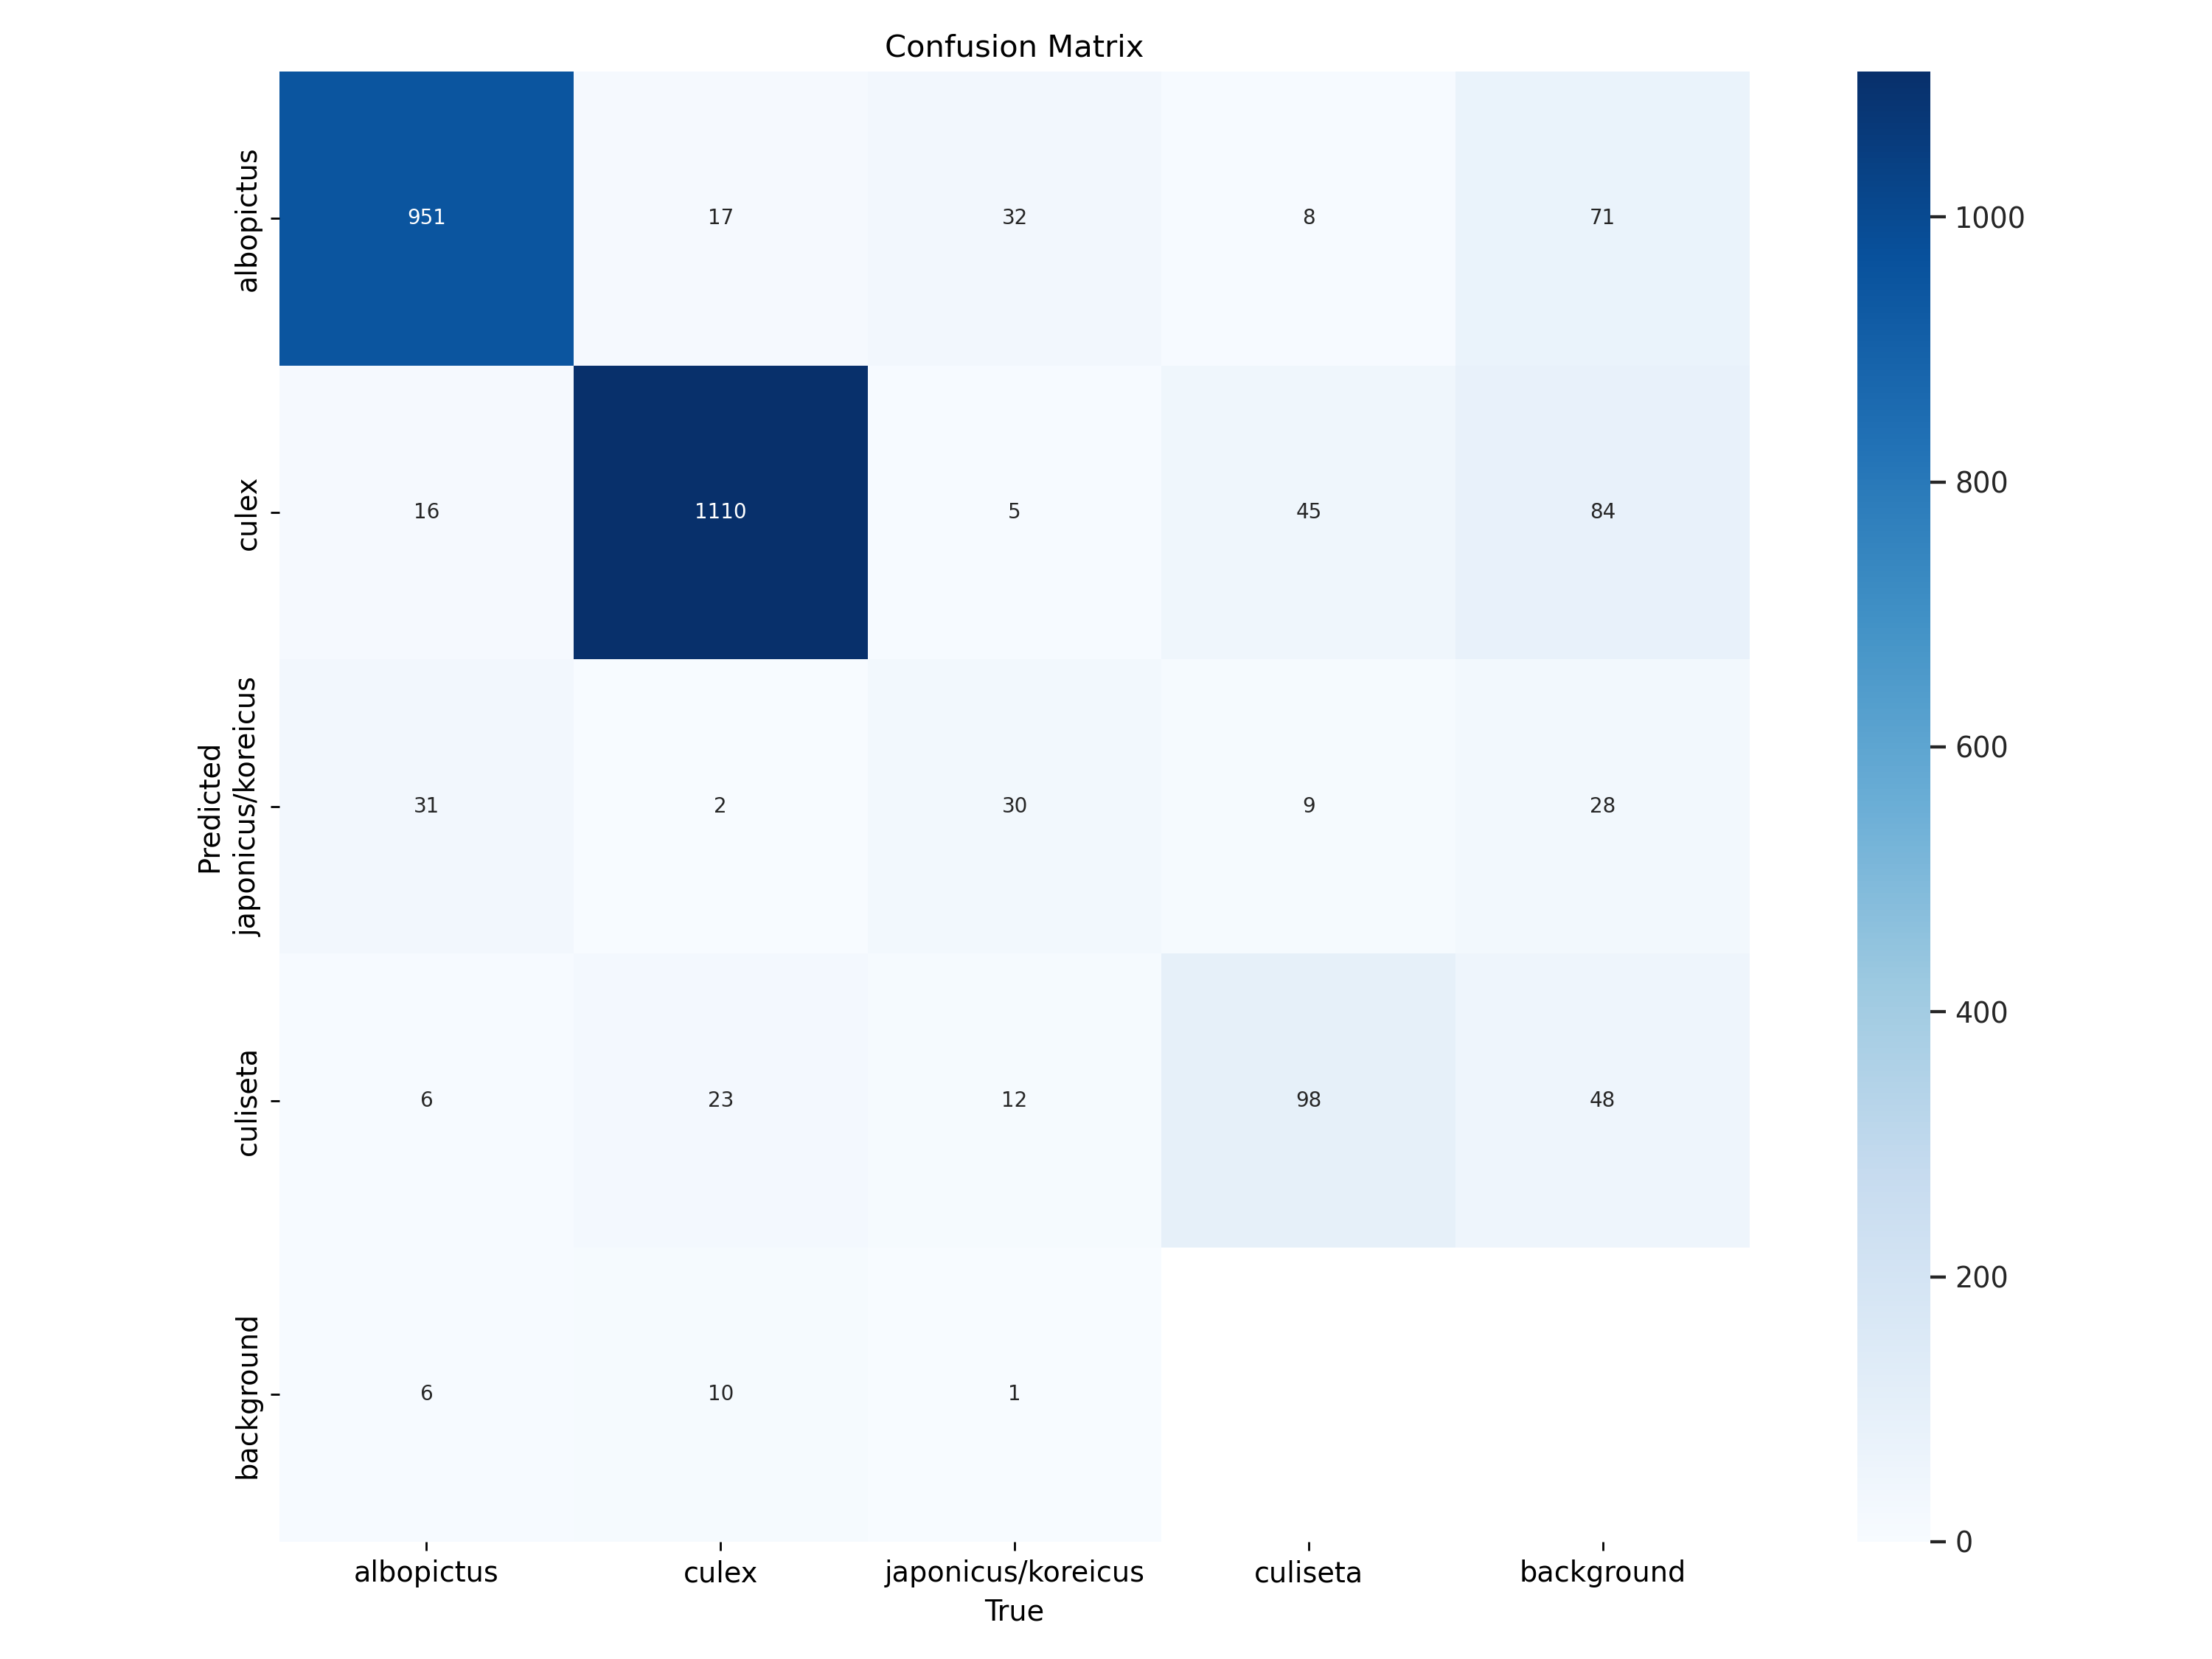 Confusion Matrix
albopictus
951 17 32 8 71
culex
16 1110 5 45 84
Predicted
japonicus/koreicus
31 2 30 9 28
culiseta
6 23 12 98 48
background
6 10 1
albopictus culex japonicus/koreicus culiseta background
True
1000
800
600
400
200
0